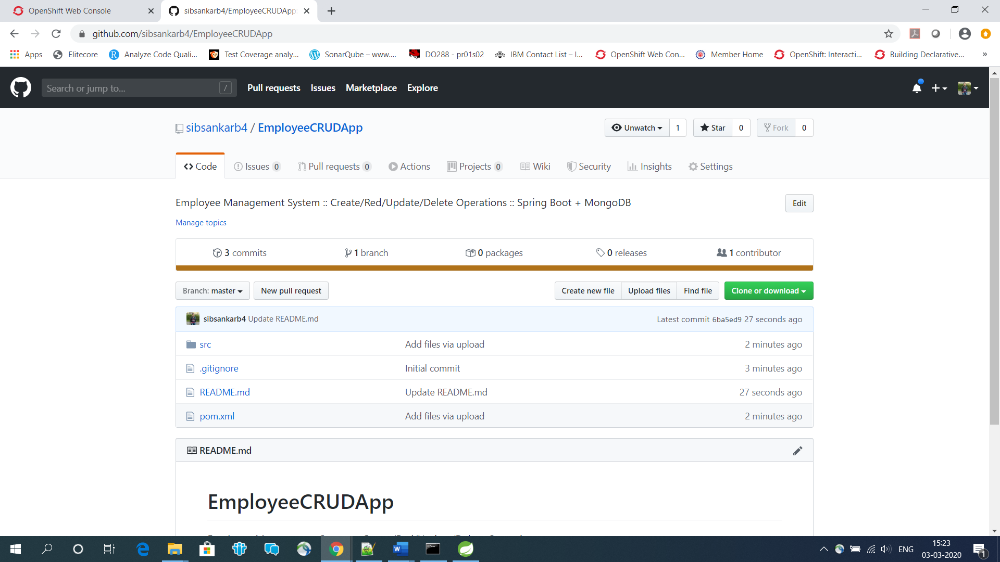 OpenShift Web Console
sibsankarb4/EmployeeCRUDApp:
github.com/sibsankarb4/EmployeeCRUDApp
Apps Elitecore Analyze Code Quali... Test Coverage analy... SonarQube – www.... DO288 - pr01s02 IBM Contact List – I... OpenShift Web Con... Member Home OpenShift: Interacti... Building Declarative... »
Search or jump to... / Pull requests Issues Marketplace Explore
sibsankarb4 / EmployeeCRUDApp Unwatch 1 Star 0 Fork 0
Code Issues 0 Pull requests 0 Actions Projects 0 Wiki Security Insights Settings
Employee Management System :: Create/Red/Update/Delete Operations :: Spring Boot + MongoDB Edit
Manage topics
3 commits 1 branch 0 packages 0 releases 1 contributor
Branch: master New pull request Create new file Upload files Find file Clone or download
sibsankarb4 Update README.md Latest commit 6ba5ed9 27 seconds ago
src Add files via upload 2 minutes ago
.gitignore Initial commit 3 minutes ago
README.md Update README.md 27 seconds ago
pom.xml Add files via upload 2 minutes ago
README.md
EmployeeCRUDApp
ENG 15:23
03-03-2020 1